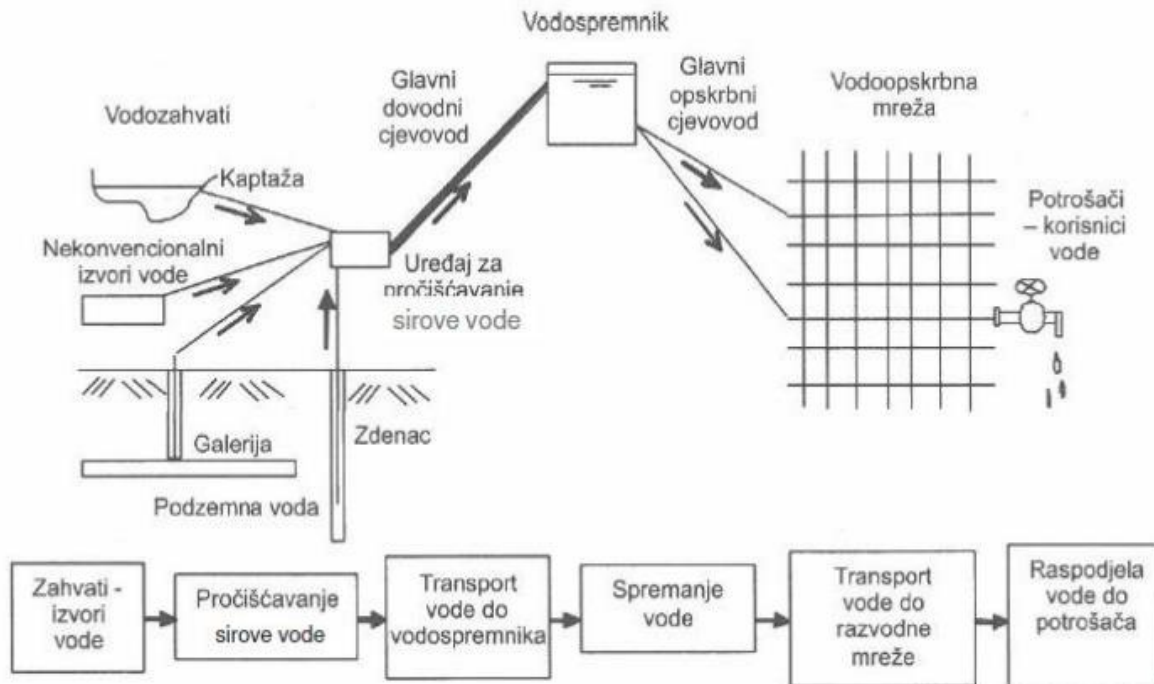 Vodospremnik
Glavni
dovodni
cjevovod
Glavni
opskrbni
cjevovod
Vodoopskrbna
mreža
Vodozahvati
Kaptaža
Nekonvencionalni
izvori vode
Uređaj za
pročišćavanje
sirove vode
Potrošači
– korisnici
vode
Galerija
Zdenac
Podzemna voda
Zahvati -
izvori
vode
Pročišćavanje
sirove vode
Transport
vode do
vodospremnika
Spremanje
vode
Transport
vode do
razvodne
mreže
Raspodjela
vode do
potrošača